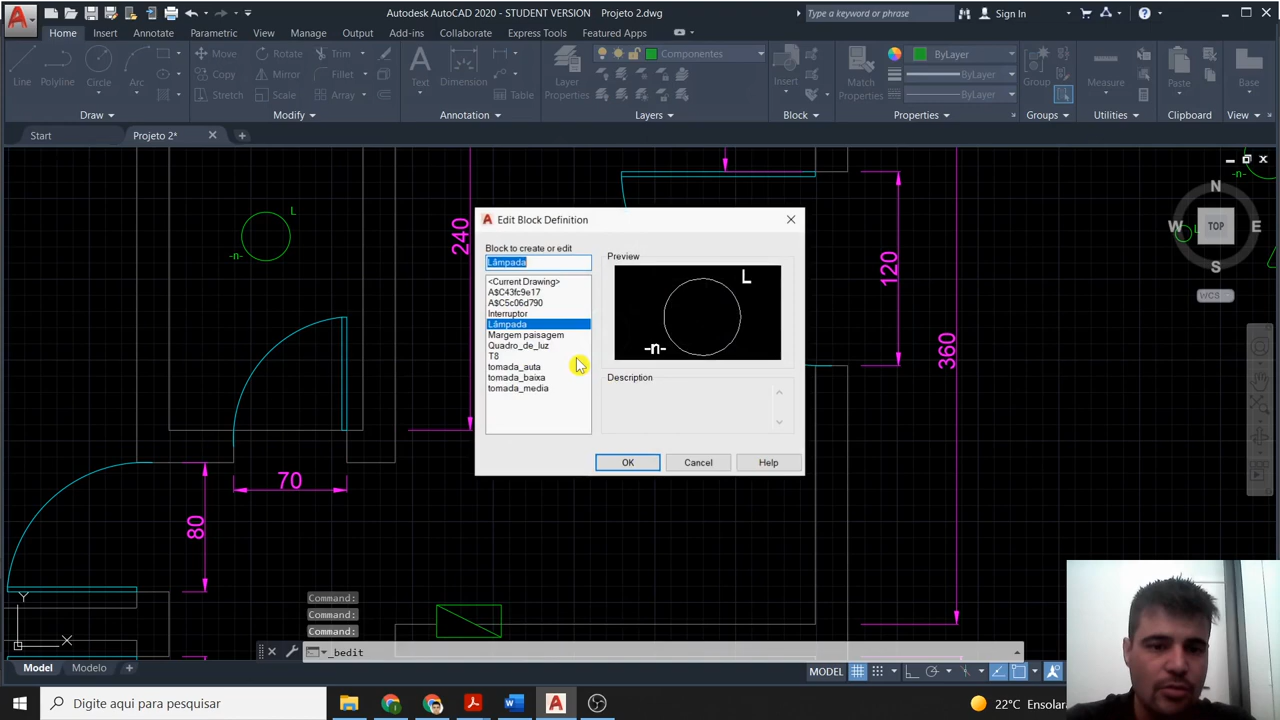 Autodesk AutoCAD 2020 - STUDENT VERSION Projeto 2.dwg
Type a keyword or phrase
Sign In
Home Insert Annotate Parametric View Manage Output Add-ins Collaborate Express Tools Featured Apps
Line Polyline Circle Arc
Move Rotate Trim
Copy Mirror Fillet
Stretch Scale Array
Text Dimension Table
Layer Properties
Componentes
Insert
Match Properties
ByLayer
ByLayer
ByLayer
Group
Measure
Paste
Base
Draw Modify Annotation Layers Block Properties Groups Utilities Clipboard View
Start Projeto 2*
L
-n-
240
120
360
70
80
-n-
L
N
W TOP E
S
WCS
Edit Block Definition
Block to create or edit
Lâmpada
<Current Drawing>
A$C43fc9e17
A$C5c06d790
Interruptor
Lâmpada
Margem paisagem
Quadro_de_luz
T8
tomada_auta
tomada_baixa
tomada_media
Preview
L
-n-
Description
OK Cancel Help
Y
X
Command:
Command:
Command:
_bedit
Model Modelo
MODEL
Digite aqui para pesquisar
22°C Ensolara